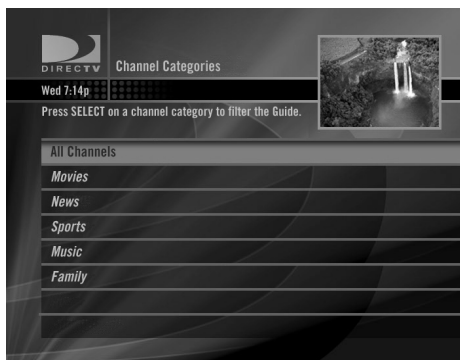 DIRECTV
Channel Categories
Wed 7:14p
Press SELECT on a channel category to filter the Guide.
All Channels
Movies
News
Sports
Music
Family